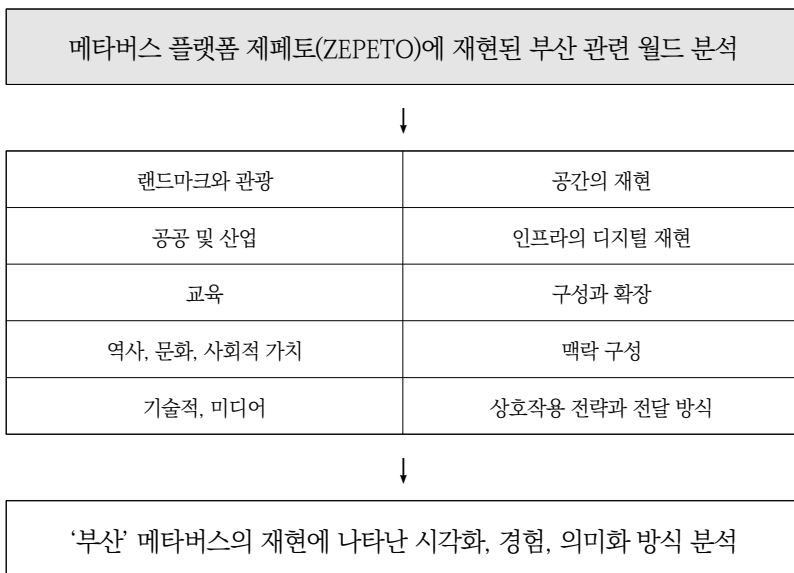 메타버스 플랫폼 제페토(ZEPETO)에 재현된 부산 관련 월드 분석
랜드마크와 관광
공간의 재현
공공 및 산업
인프라의 디지털 재현
교육
구성과 확장
역사, 문화, 사회적 가치
맥락 구성
기술적, 미디어
상호작용 전략과 전달 방식
‘부산’ 메타버스의 재현에 나타난 시각화, 경험, 의미화 방식 분석